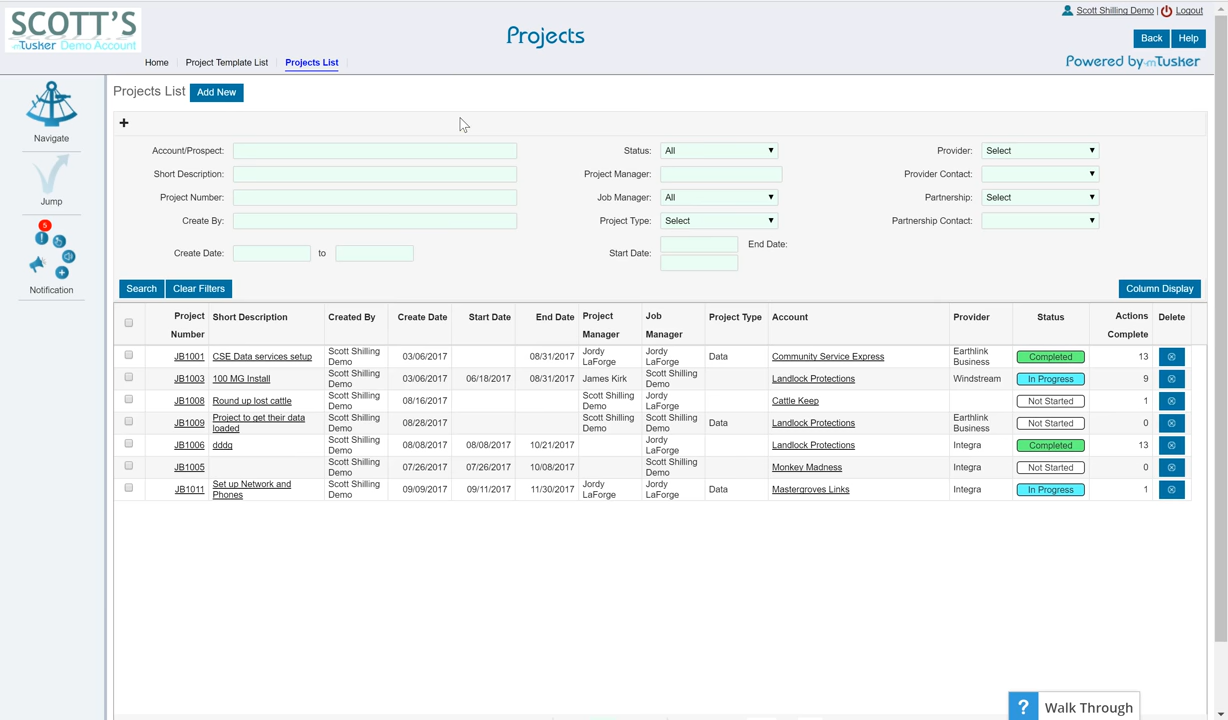 SCOTT'S
mTusker Demo Account
Projects
Scott Shilling Demo | Logout
Back Help
Powered by mTusker
Home Project Template List Projects List
Navigate
Jump
5
Notification
Projects List Add New
+
Account/Prospect: Status: All Provider: Select
Short Description: Project Manager: Provider Contact:
Project Number: Job Manager: All Partnership: Select
Create By: Project Type: Select Partnership Contact:
Create Date: to Start Date: End Date:
Search Clear Filters Column Display
Project Number Short Description Created By Create Date Start Date End Date Project Manager Job Manager Project Type Account Provider Status Actions Complete Delete
JB1001 CSE Data services setup Scott Shilling Demo 03/06/2017 08/31/2017 Jordy LaForge Jordy LaForge Data Community Service Express Earthlink Business Completed 13
JB1003 100 MG Install Scott Shilling Demo 03/06/2017 06/18/2017 08/31/2017 James Kirk Scott Shilling Demo Landlock Protections Windstream In Progress 9
JB1008 Round up lost cattle Scott Shilling Demo 08/16/2017 Scott Shilling Demo Jordy LaForge Cattle Keep Not Started 1
JB1009 Project to get their data loaded Scott Shilling Demo 08/28/2017 Scott Shilling Demo Scott Shilling Demo Data Landlock Protections Earthlink Business Not Started 0
JB1006 dddq Scott Shilling Demo 08/08/2017 08/08/2017 10/21/2017 Jordy LaForge Landlock Protections Integra Completed 13
JB1005 Scott Shilling Demo 07/26/2017 07/26/2017 10/08/2017 Scott Shilling Demo Monkey Madness Integra Not Started 0
JB1011 Set up Network and Phones Scott Shilling Demo 09/09/2017 09/11/2017 11/30/2017 Jordy LaForge Jordy LaForge Data Mastergroves Links Integra In Progress 1
? Walk Through